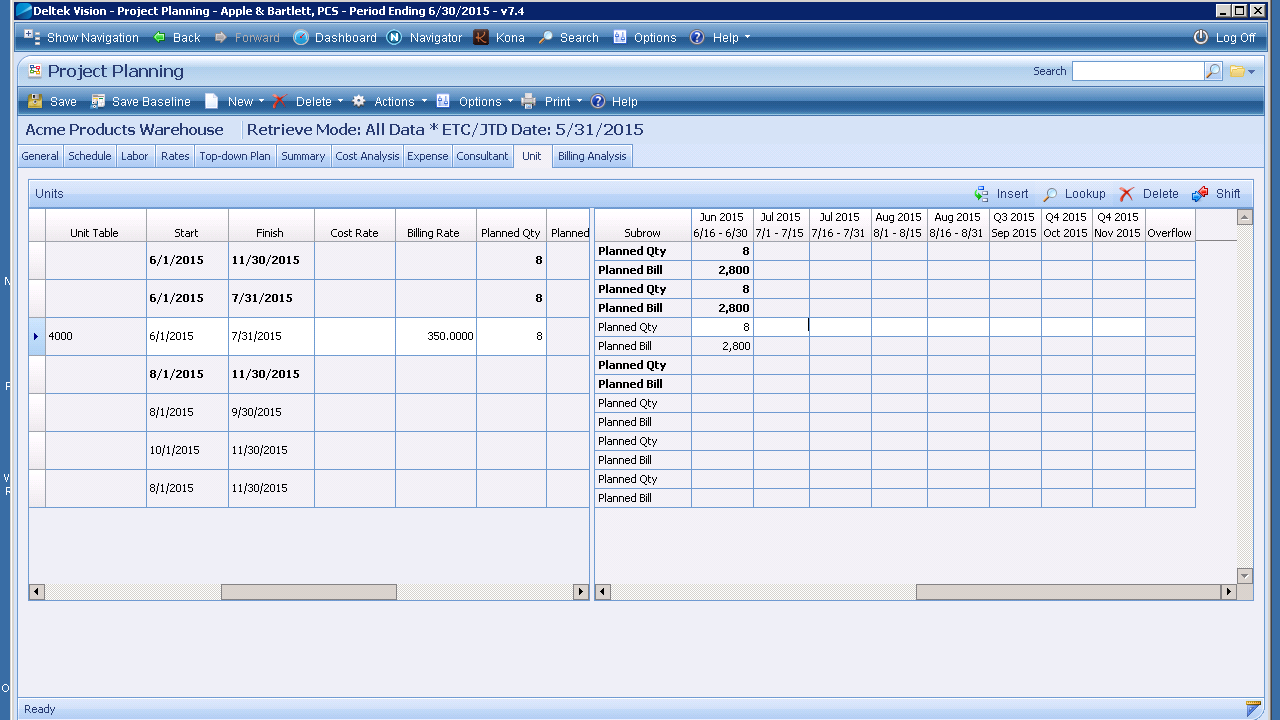 Deltek Vision - Project Planning - Apple & Bartlett, PCS - Period Ending 6/30/2015 - v7.4
Show Navigation Back Forward Dashboard Navigator Kona Search Options Help Log Off
Project Planning Search
Save Save Baseline New Delete Actions Options Print Help
Acme Products Warehouse Retrieve Mode: All Data * ETC/JTD Date: 5/31/2015
General Schedule Labor Rates Top-down Plan Summary Cost Analysis Expense Consultant Unit Billing Analysis
Units Insert Lookup Delete Shift
Jun 2015 Jul 2015 Jul 2015 Aug 2015 Aug 2015 Q3 2015 Q4 2015 Q4 2015
Unit Table Start Finish Cost Rate Billing Rate Planned Qty Planned Subrow 6/16 - 6/30 7/1 - 7/15 7/16 - 7/31 8/1 - 8/15 8/16 - 8/31 Sep 2015 Oct 2015 Nov 2015 Overflow
6/1/2015 11/30/2015 8 Planned Qty 8
Planned Bill 2,800
6/1/2015 7/31/2015 8 Planned Qty 8
Planned Bill 2,800
4000 6/1/2015 7/31/2015 350.0000 8 Planned Qty 8
Planned Bill 2,800
8/1/2015 11/30/2015 Planned Qty
Planned Bill
8/1/2015 9/30/2015 Planned Qty
Planned Bill
10/1/2015 11/30/2015 Planned Qty
Planned Bill
8/1/2015 11/30/2015 Planned Qty
Planned Bill
Ready